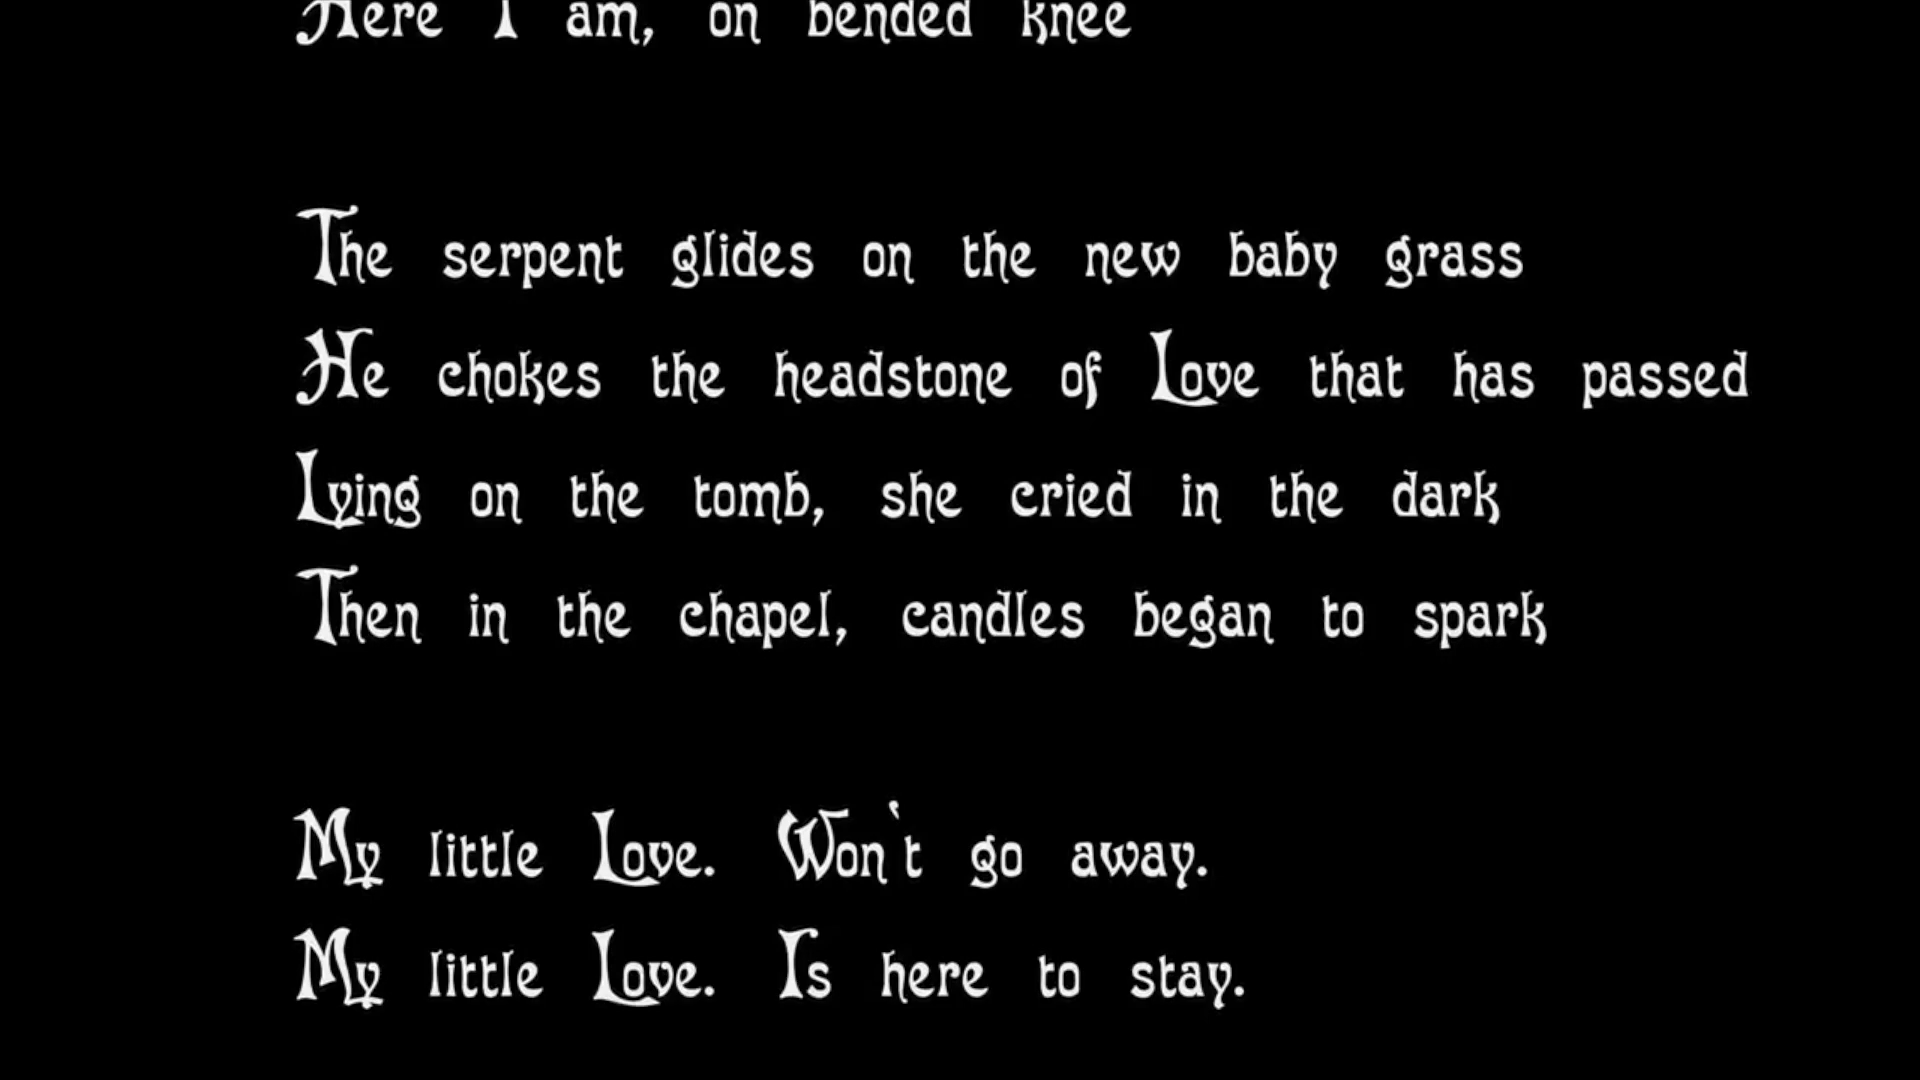 Here I am, on bended knee
The serpent glides on the new baby grass
He chokes the headstone of Love that has passed
Lying on the tomb, she cried in the dark
Then in the chapel, candles began to spark
My little Love. Won't go away.
My little Love. Is here to stay.